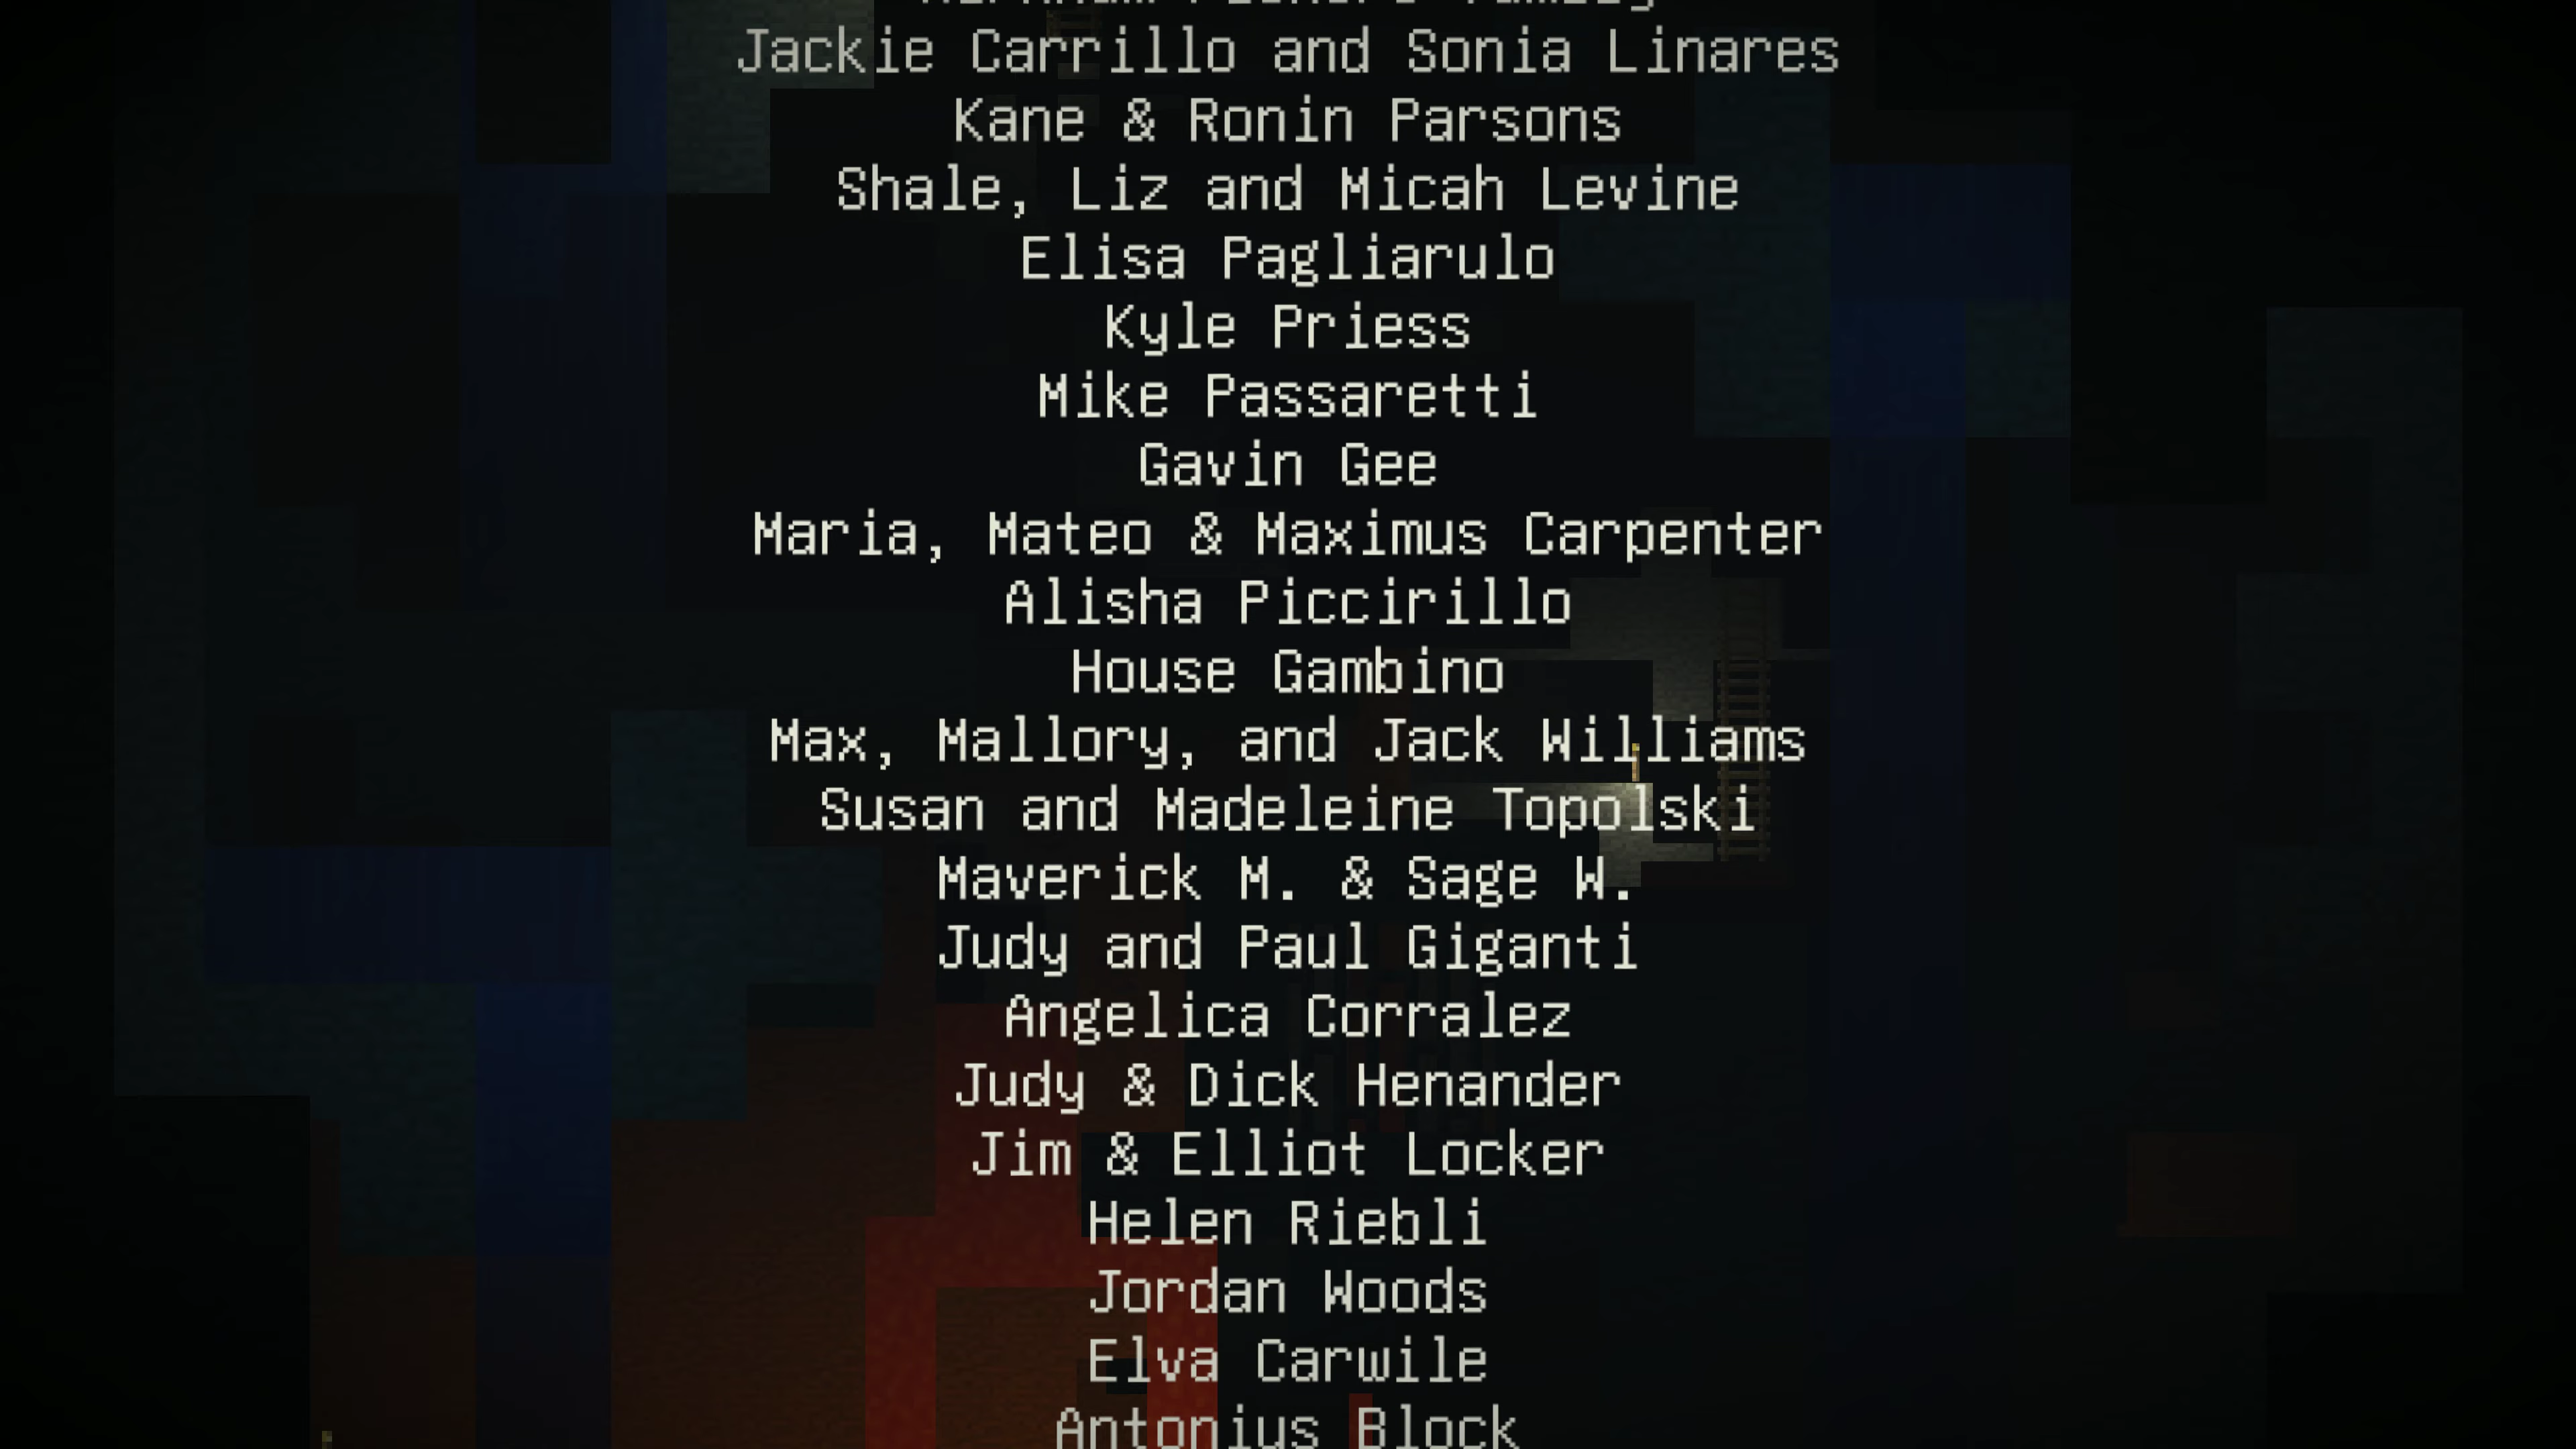 Jackie Carrillo and Sonia Linares
Kane & Ronin Parsons
Shale, Liz and Micah Levine
Elisa Pagliarulo
Kyle Priess
Mike Passaretti
Gavin Gee
Maria, Mateo & Maximus Carpenter
Alisha Piccirillo
House Gambino
Max, Mallory, and Jack Williams
Susan and Madeleine Topolski
Maverick M. & Sage W.
Judy and Paul Giganti
Angelica Corralez
Judy & Dick Henander
Jim & Elliot Locker
Helen Riebli
Jordan Woods
Elva Carwile
Antonius Block